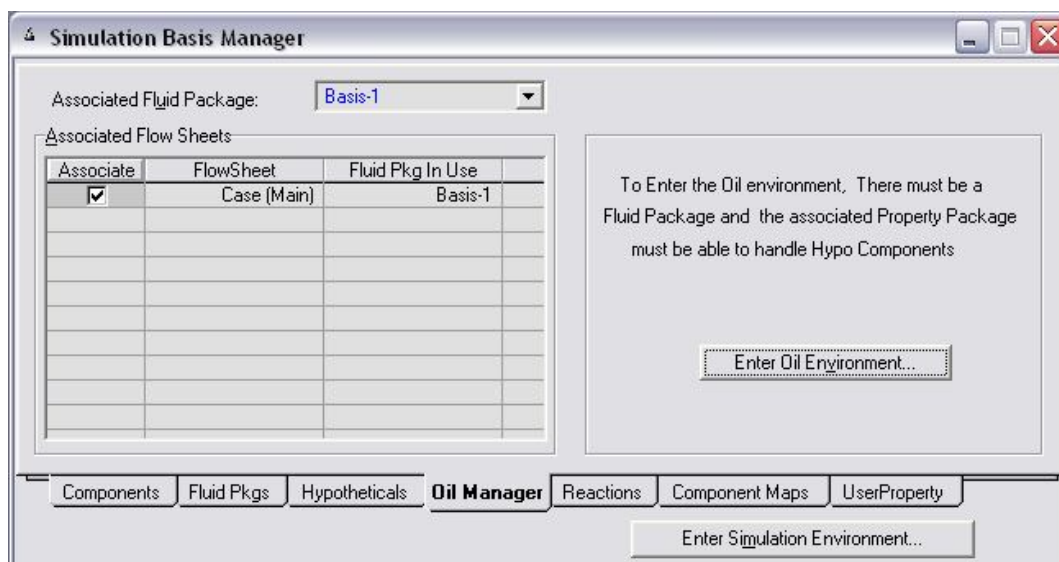 Simulation Basis Manager
Associated Fluid Package: Basis-1
Associated Flow Sheets
Associate FlowSheet Fluid Pkg In Use
Case (Main) Basis-1
To Enter the Oil environment, There must be a
Fluid Package and the associated Property Package
must be able to handle Hypo Components
Enter Oil Environment...
Components Fluid Pkgs Hypotheticals Oil Manager Reactions Component Maps UserProperty
Enter Simulation Environment...